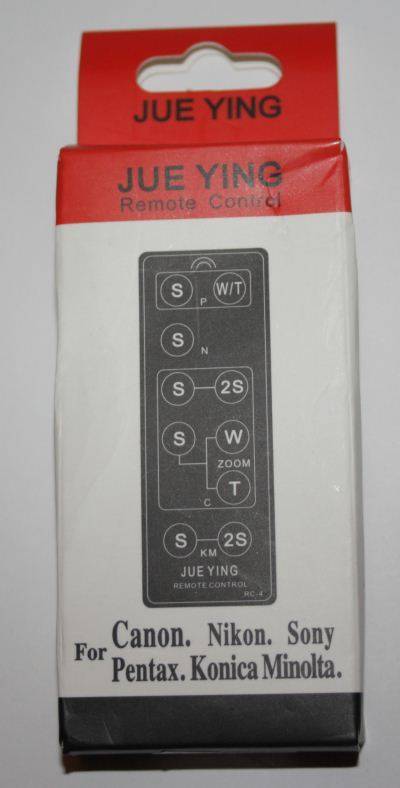 JUE YING
JUE YING
Remote Control
S W/T
P
S
N
S 2S
S W
ZOOM
T
C
S 2S
KM
JUE YING
REMOTE CONTROL
RC-4
For Canon. Nikon. Sony
Pentax. Konica Minolta.